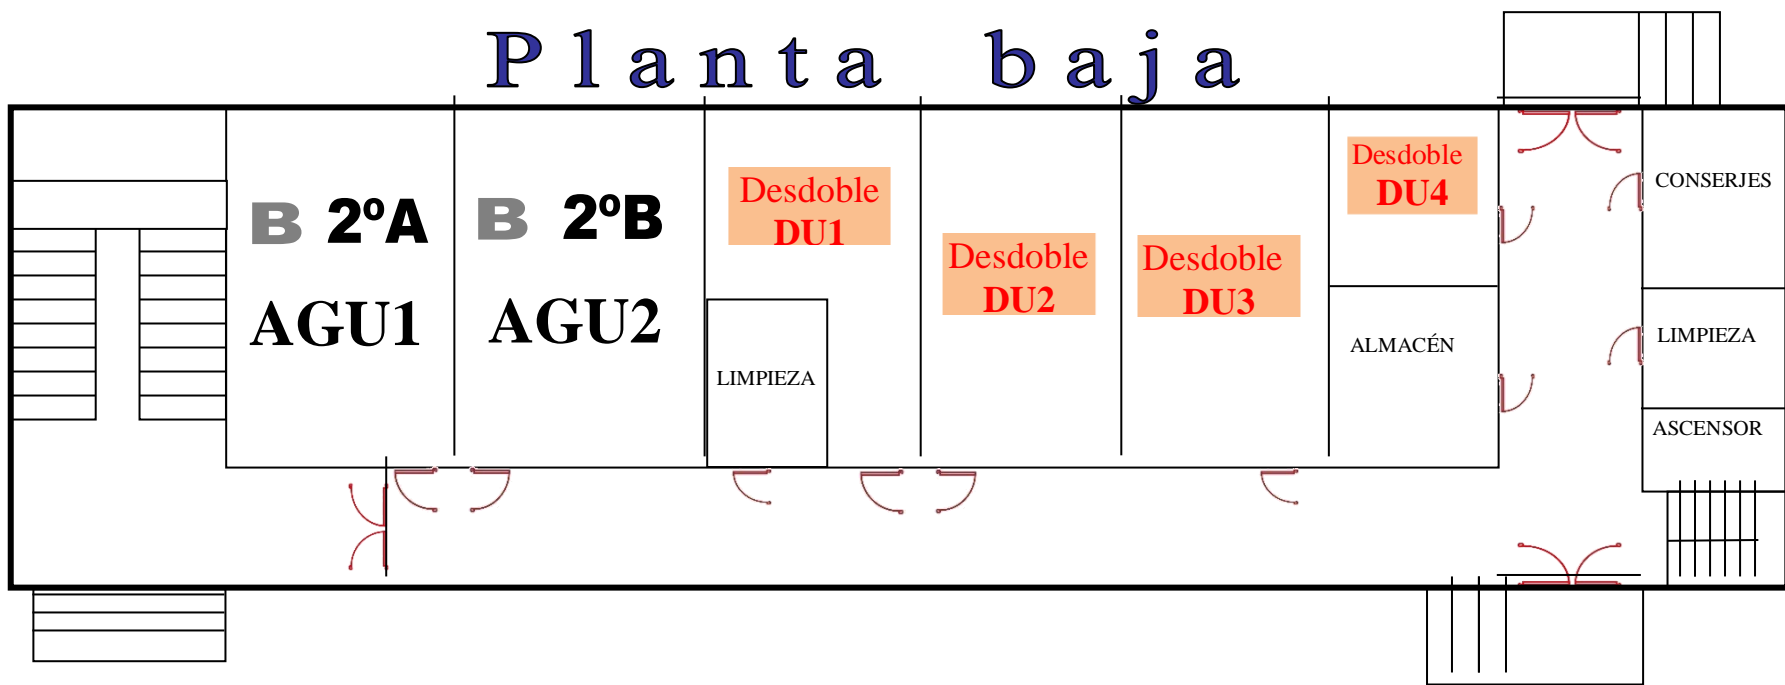 Planta baja
B 2ºA
AGU1
B 2ºB
AGU2
Desdoble
DU1
LIMPIEZA
Desdoble
DU2
Desdoble
DU3
Desdoble
DU4
ALMACÉN
CONSERJES
LIMPIEZA
ASCENSOR